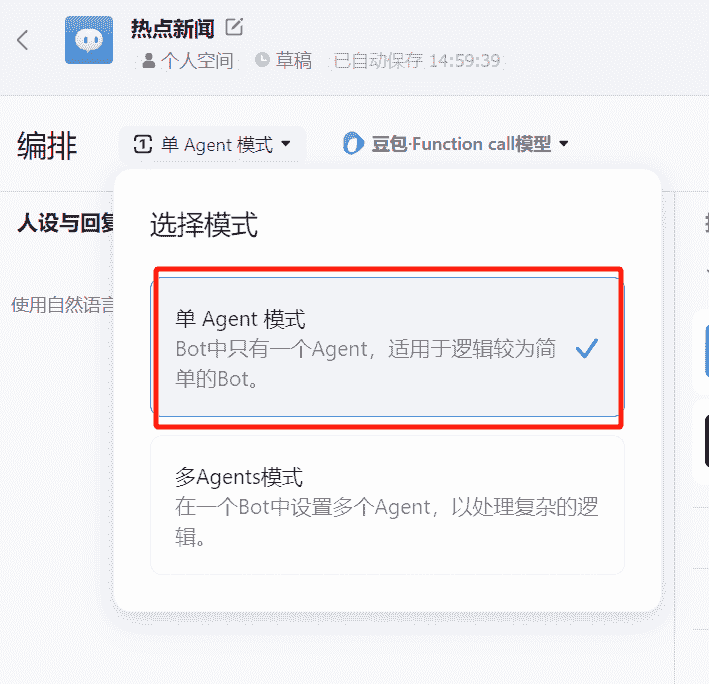 热点新闻
个人空间 草稿 已自动保存 14:59:39
编排 单 Agent 模式 豆包·Function call模型
人设与回复
使用自然语言
选择模式
单 Agent 模式
Bot中只有一个Agent，适用于逻辑较为简
单的Bot。
多Agents模式
在一个Bot中设置多个Agent，以处理复杂的逻
辑。